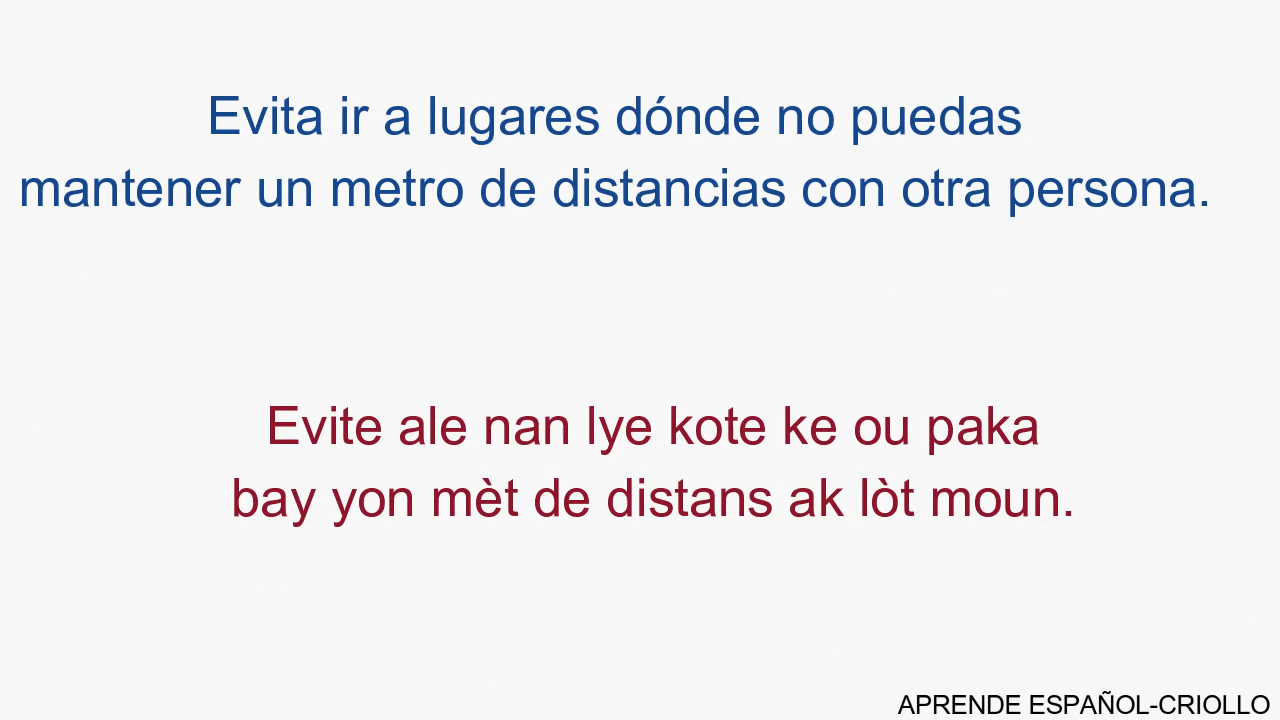 Evita ir a lugares dónde no puedas
mantener un metro de distancias con otra persona.
Evite ale nan lye kote ke ou paka
bay yon mèt de distans ak lòt moun.
APRENDE ESPAÑOL-CRIOLLO